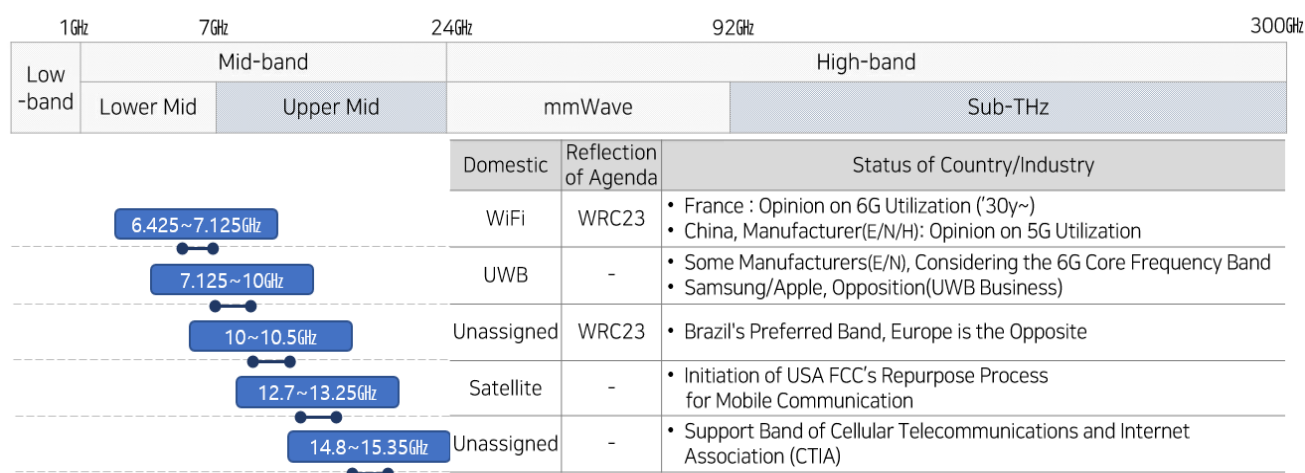 1㎓ 7㎓ 24㎓ 92㎓ 300㎓
Low
-band
Mid-band High-band
Lower Mid Upper Mid mmWave Sub-THz
Domestic
Reflection
of Agenda
Status of Country/Industry
6.425~7.125㎓
WiFi
WRC23
• France : Opinion on 6G Utilization ('30y~)
• China, Manufacturer(E/N/H): Opinion on 5G Utilization
7.125~10㎓
UWB
-
• Some Manufacturers(E/N), Considering the 6G Core Frequency Band
• Samsung/Apple, Opposition(UWB Business)
10~10.5㎓
Unassigned
WRC23
• Brazil's Preferred Band, Europe is the Opposite
12.7~13.25㎓
Satellite
-
• Initiation of USA FCC's Repurpose Process
for Mobile Communication
14.8~15.35㎓
Unassigned
-
• Support Band of Cellular Telecommunications and Internet
Association (CTIA)